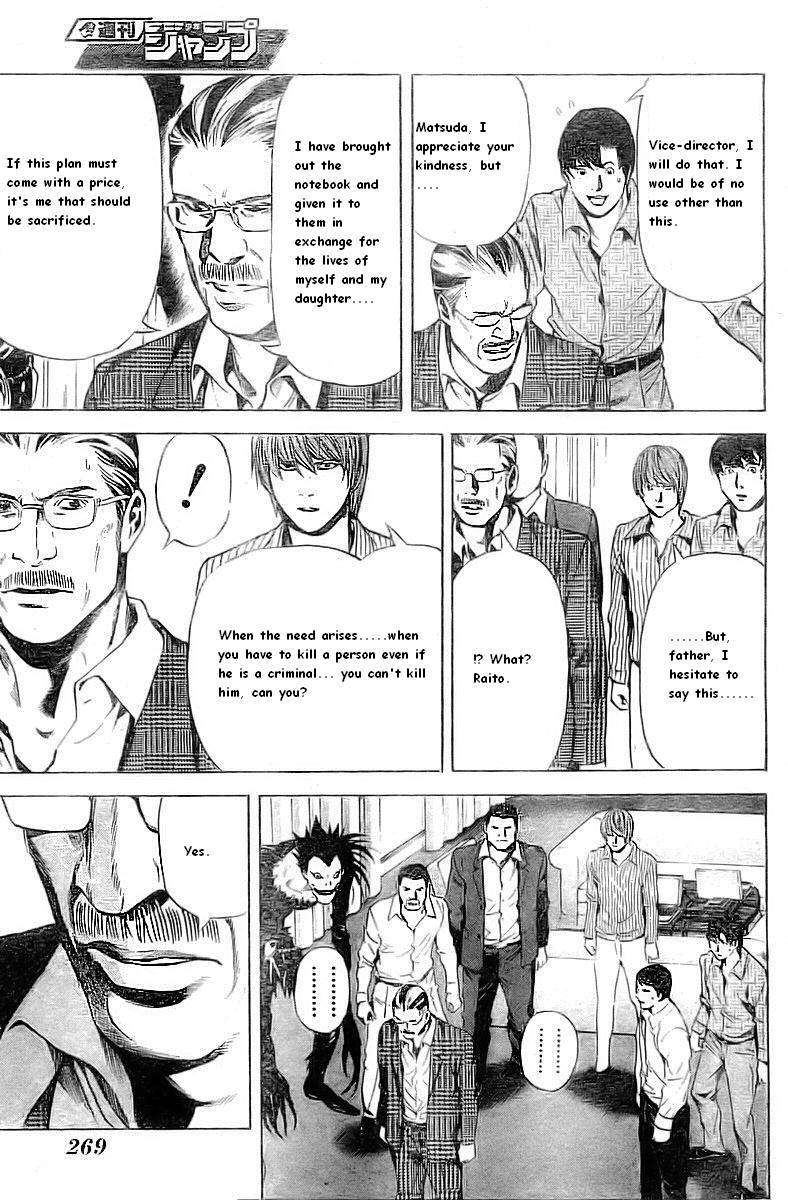 週刊少年
ジャンプ
Vice-director, I
will do that. I
would be of no
use other than
this.
Matsuda, I
appreciate your
kindness, but
....
I have brought
out the
notebook and
given it to
them in
exchange for
the lives of
myself and my
daughter....
If this plan must
come with a price,
it's me that should
be sacrificed.
......But,
father, I
hesitate to
say this......
!? What?
Raito.
!
When the need arises.....when
you have to kill a person even if
he is a criminal... you can't kill
him, can you?
.........
.........
Yes.
269